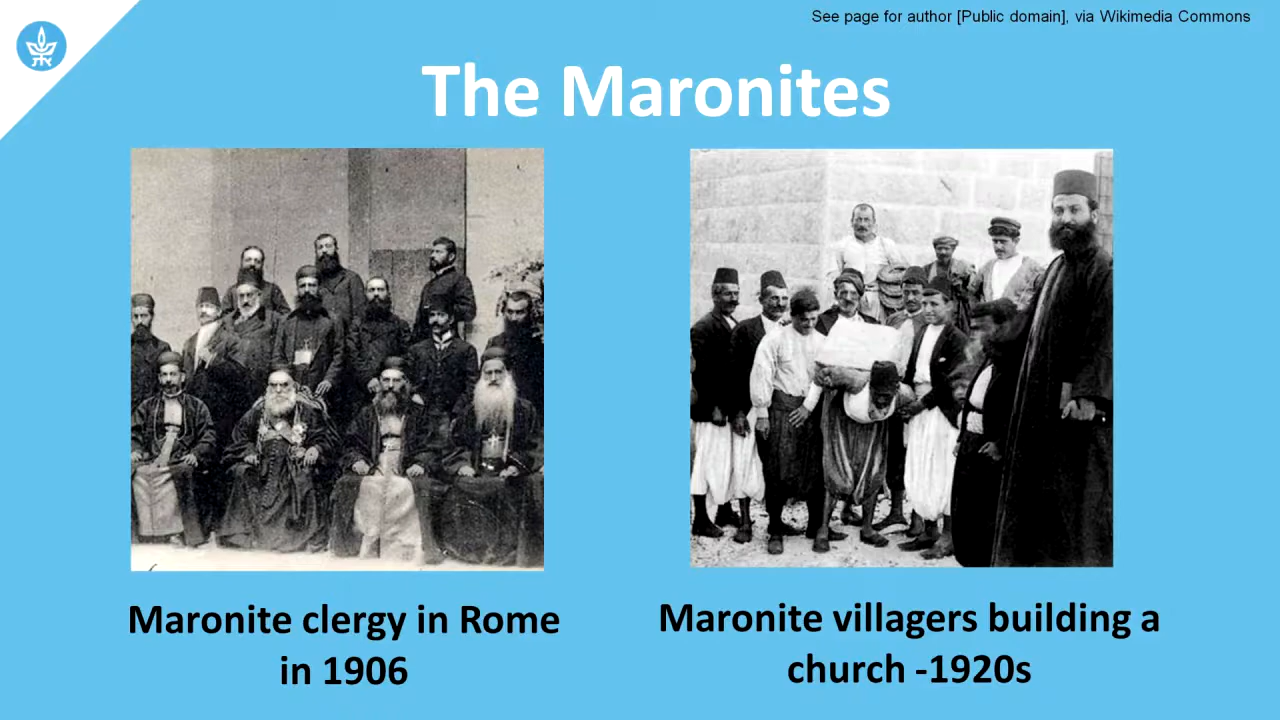 See page for author [Public domain], via Wikimedia Commons
The Maronites
Maronite clergy in Rome
in 1906
Maronite villagers building a
church -1920s